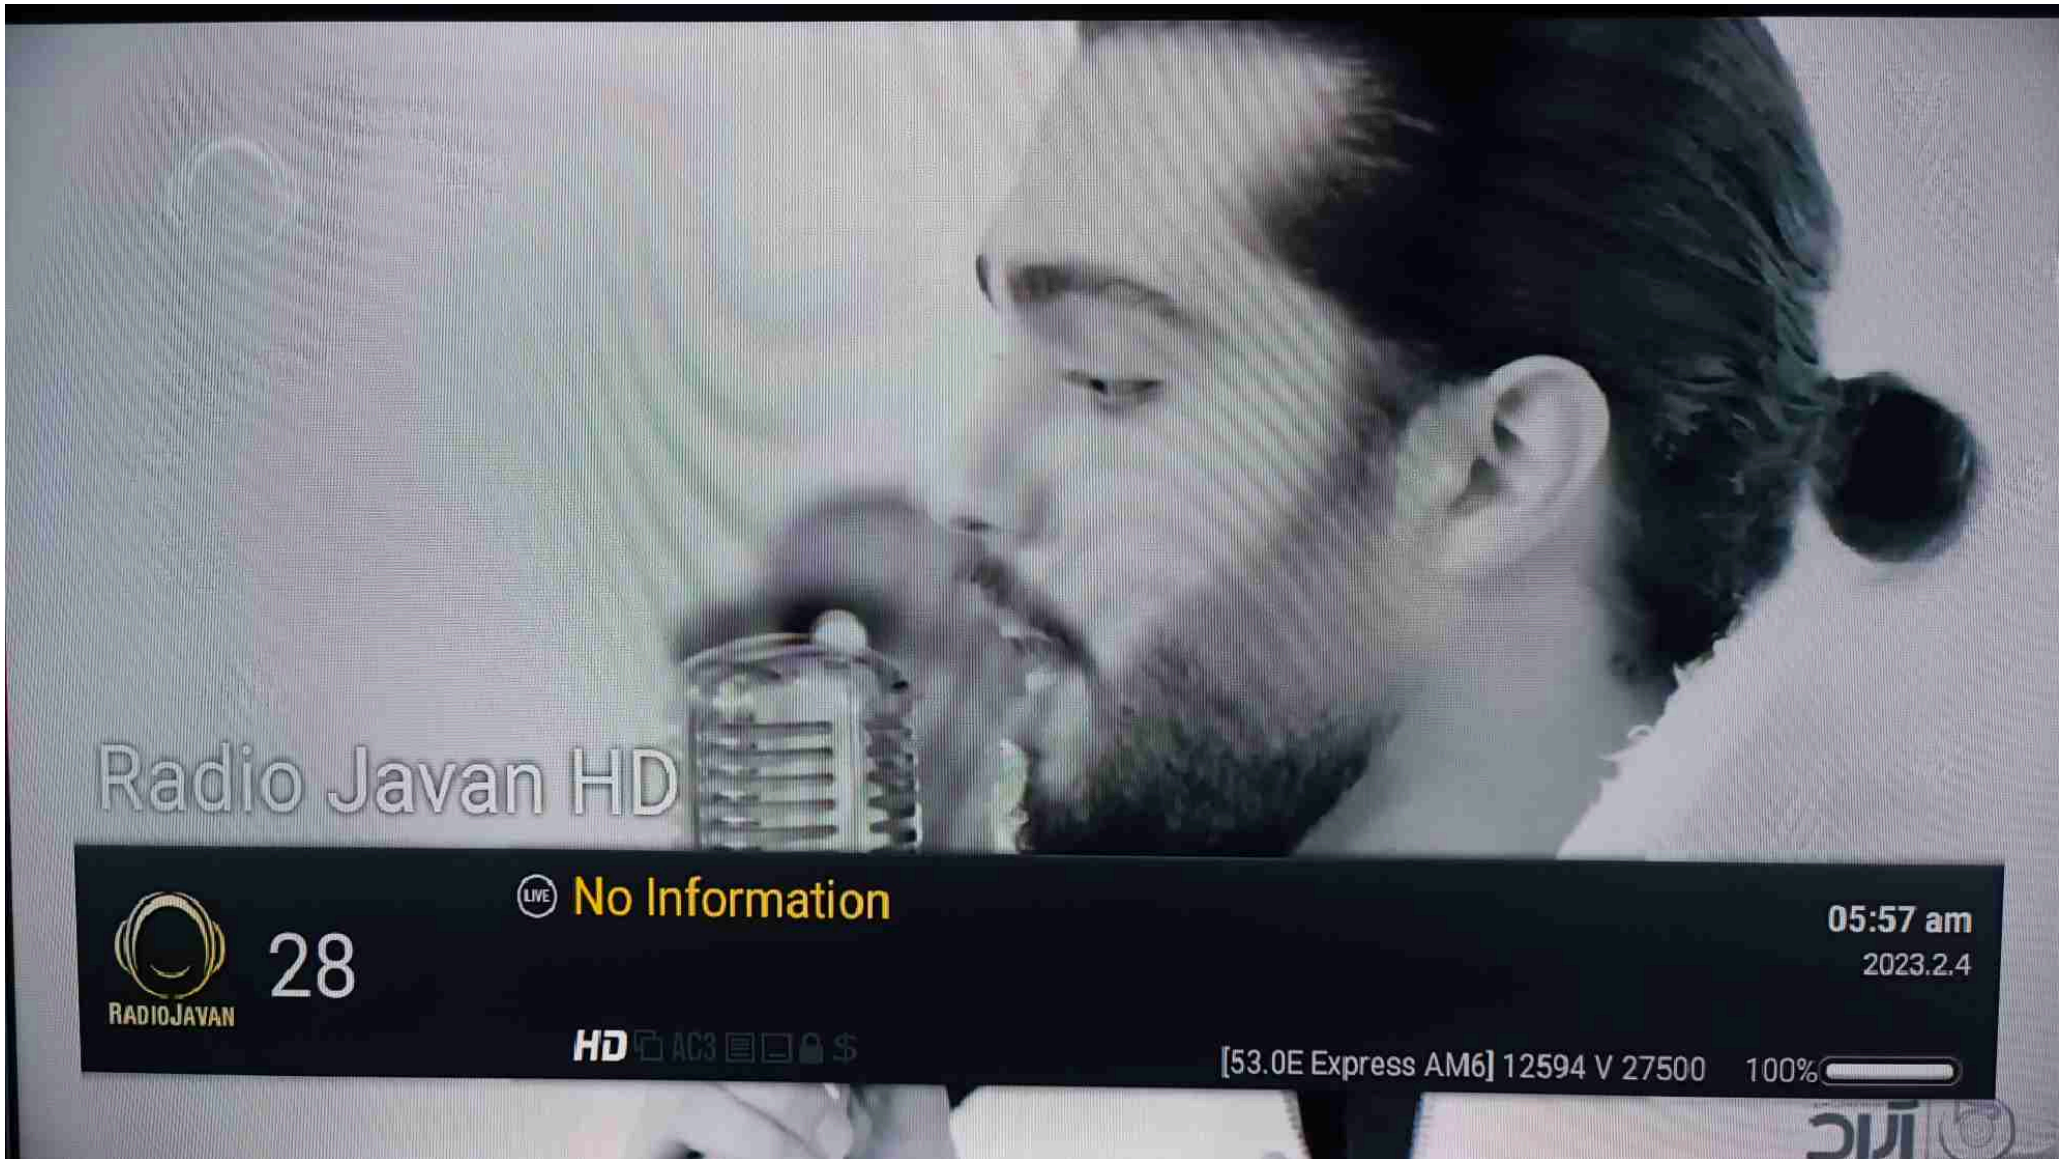 Radio Javan HD
RADIOJAVAN
28
LIVE
No Information
05:57 am
2023.2.4
HD AC3 $
[53.0E Express AM6] 12594 V 27500 100%